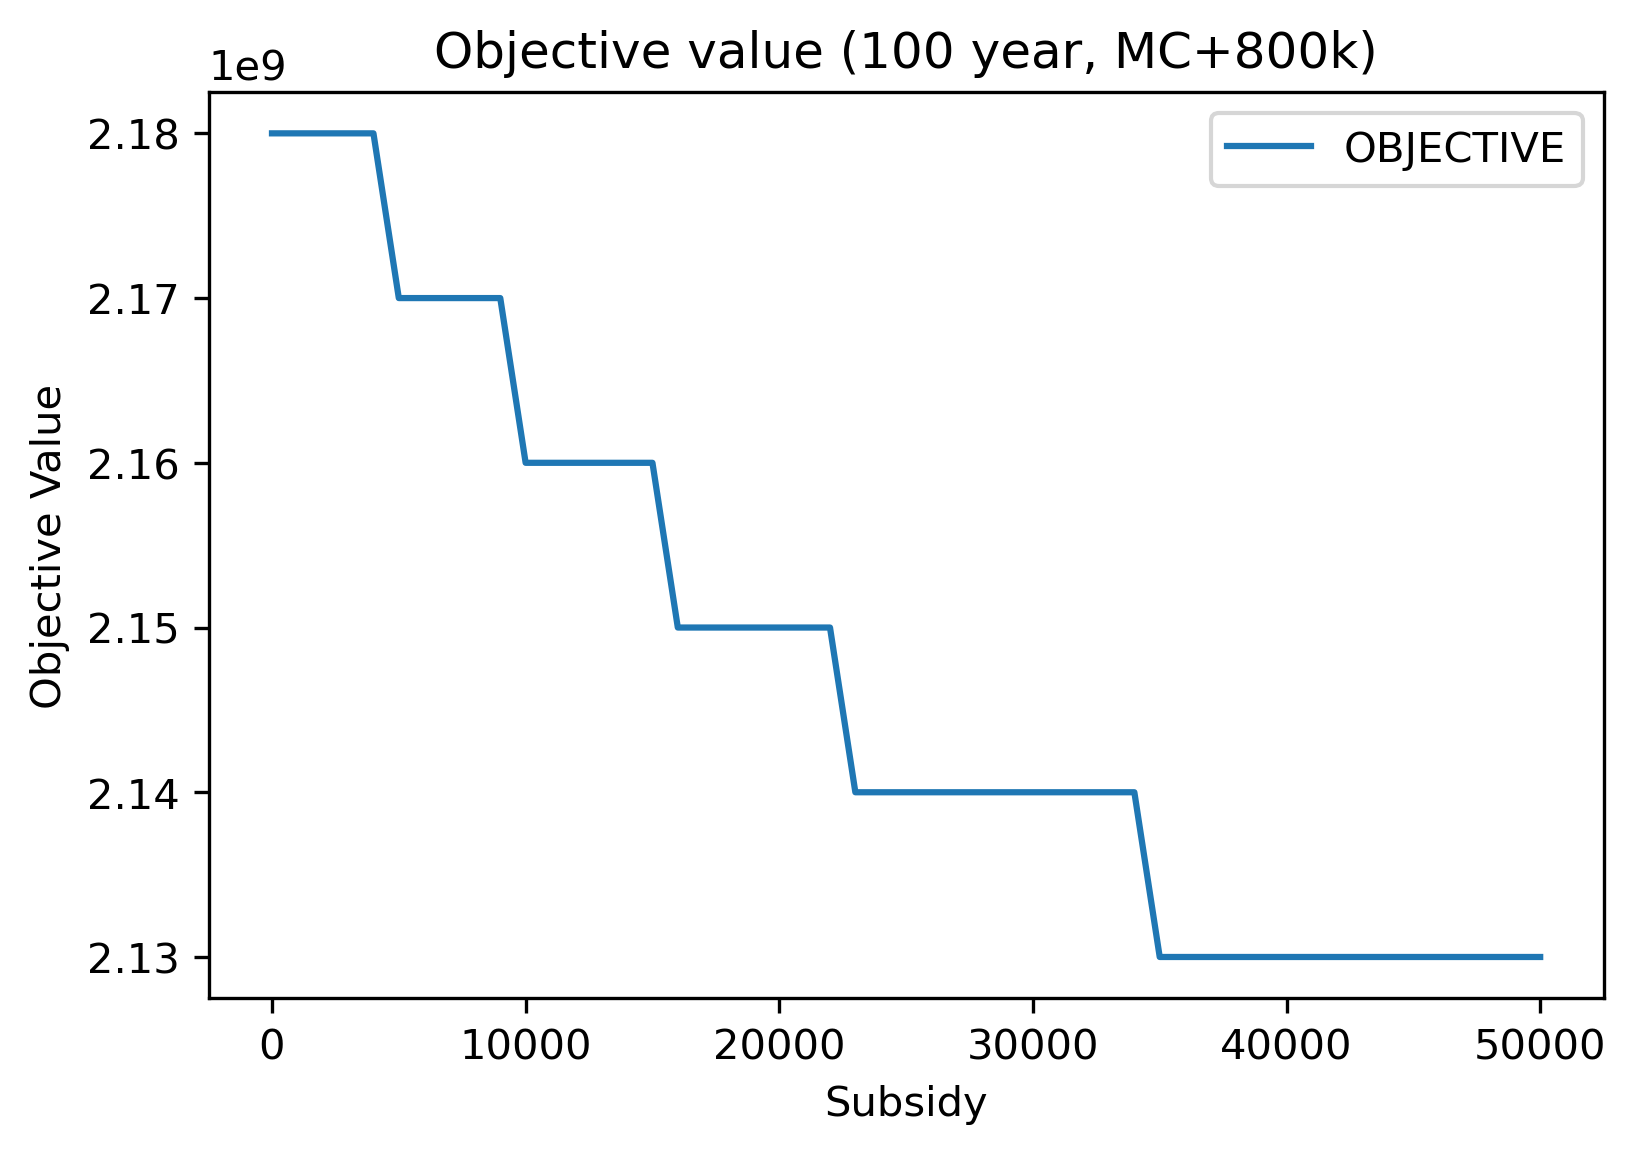 Objective value (100 year, MC+800k)
1e9
OBJECTIVE
2.18
2.17
2.16
2.15
2.14
2.13
Objective Value
0 10000 20000 30000 40000 50000
Subsidy